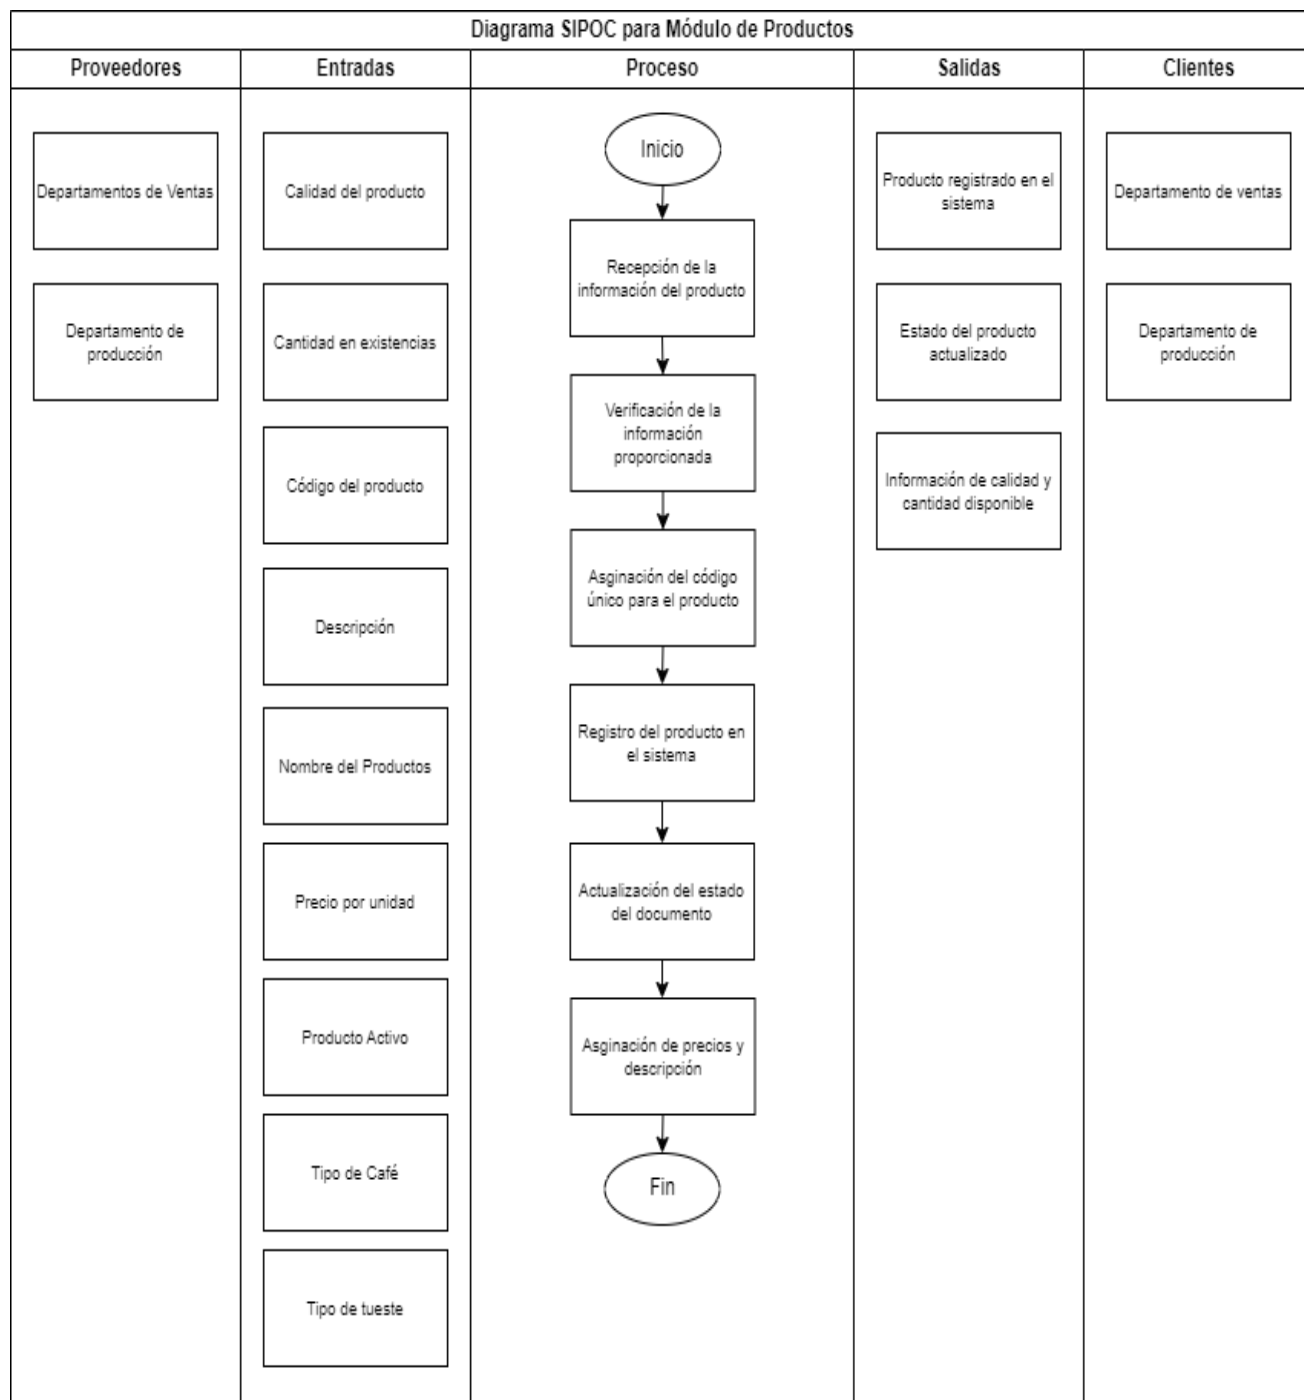 Diagrama SIPOC para Módulo de Productos
Proveedores
Entradas
Proceso
Salidas
Clientes
Departamentos de Ventas
Departamento de
producción
Calidad del producto
Cantidad en existencias
Código del producto
Descripción
Nombre del Productos
Precio por unidad
Producto Activo
Tipo de Café
Tipo de tueste
Inicio
Recepción de la
información del producto
Verificación de la
información
proporcionada
Asginación del código
único para el producto
Registro del producto en
el sistema
Actualización del estado
del documento
Asginación de precios y
descripción
Fin
Producto registrado en el
sistema
Estado del producto
actualizado
Información de calidad y
cantidad disponible
Departamento de ventas
Departamento de
producción